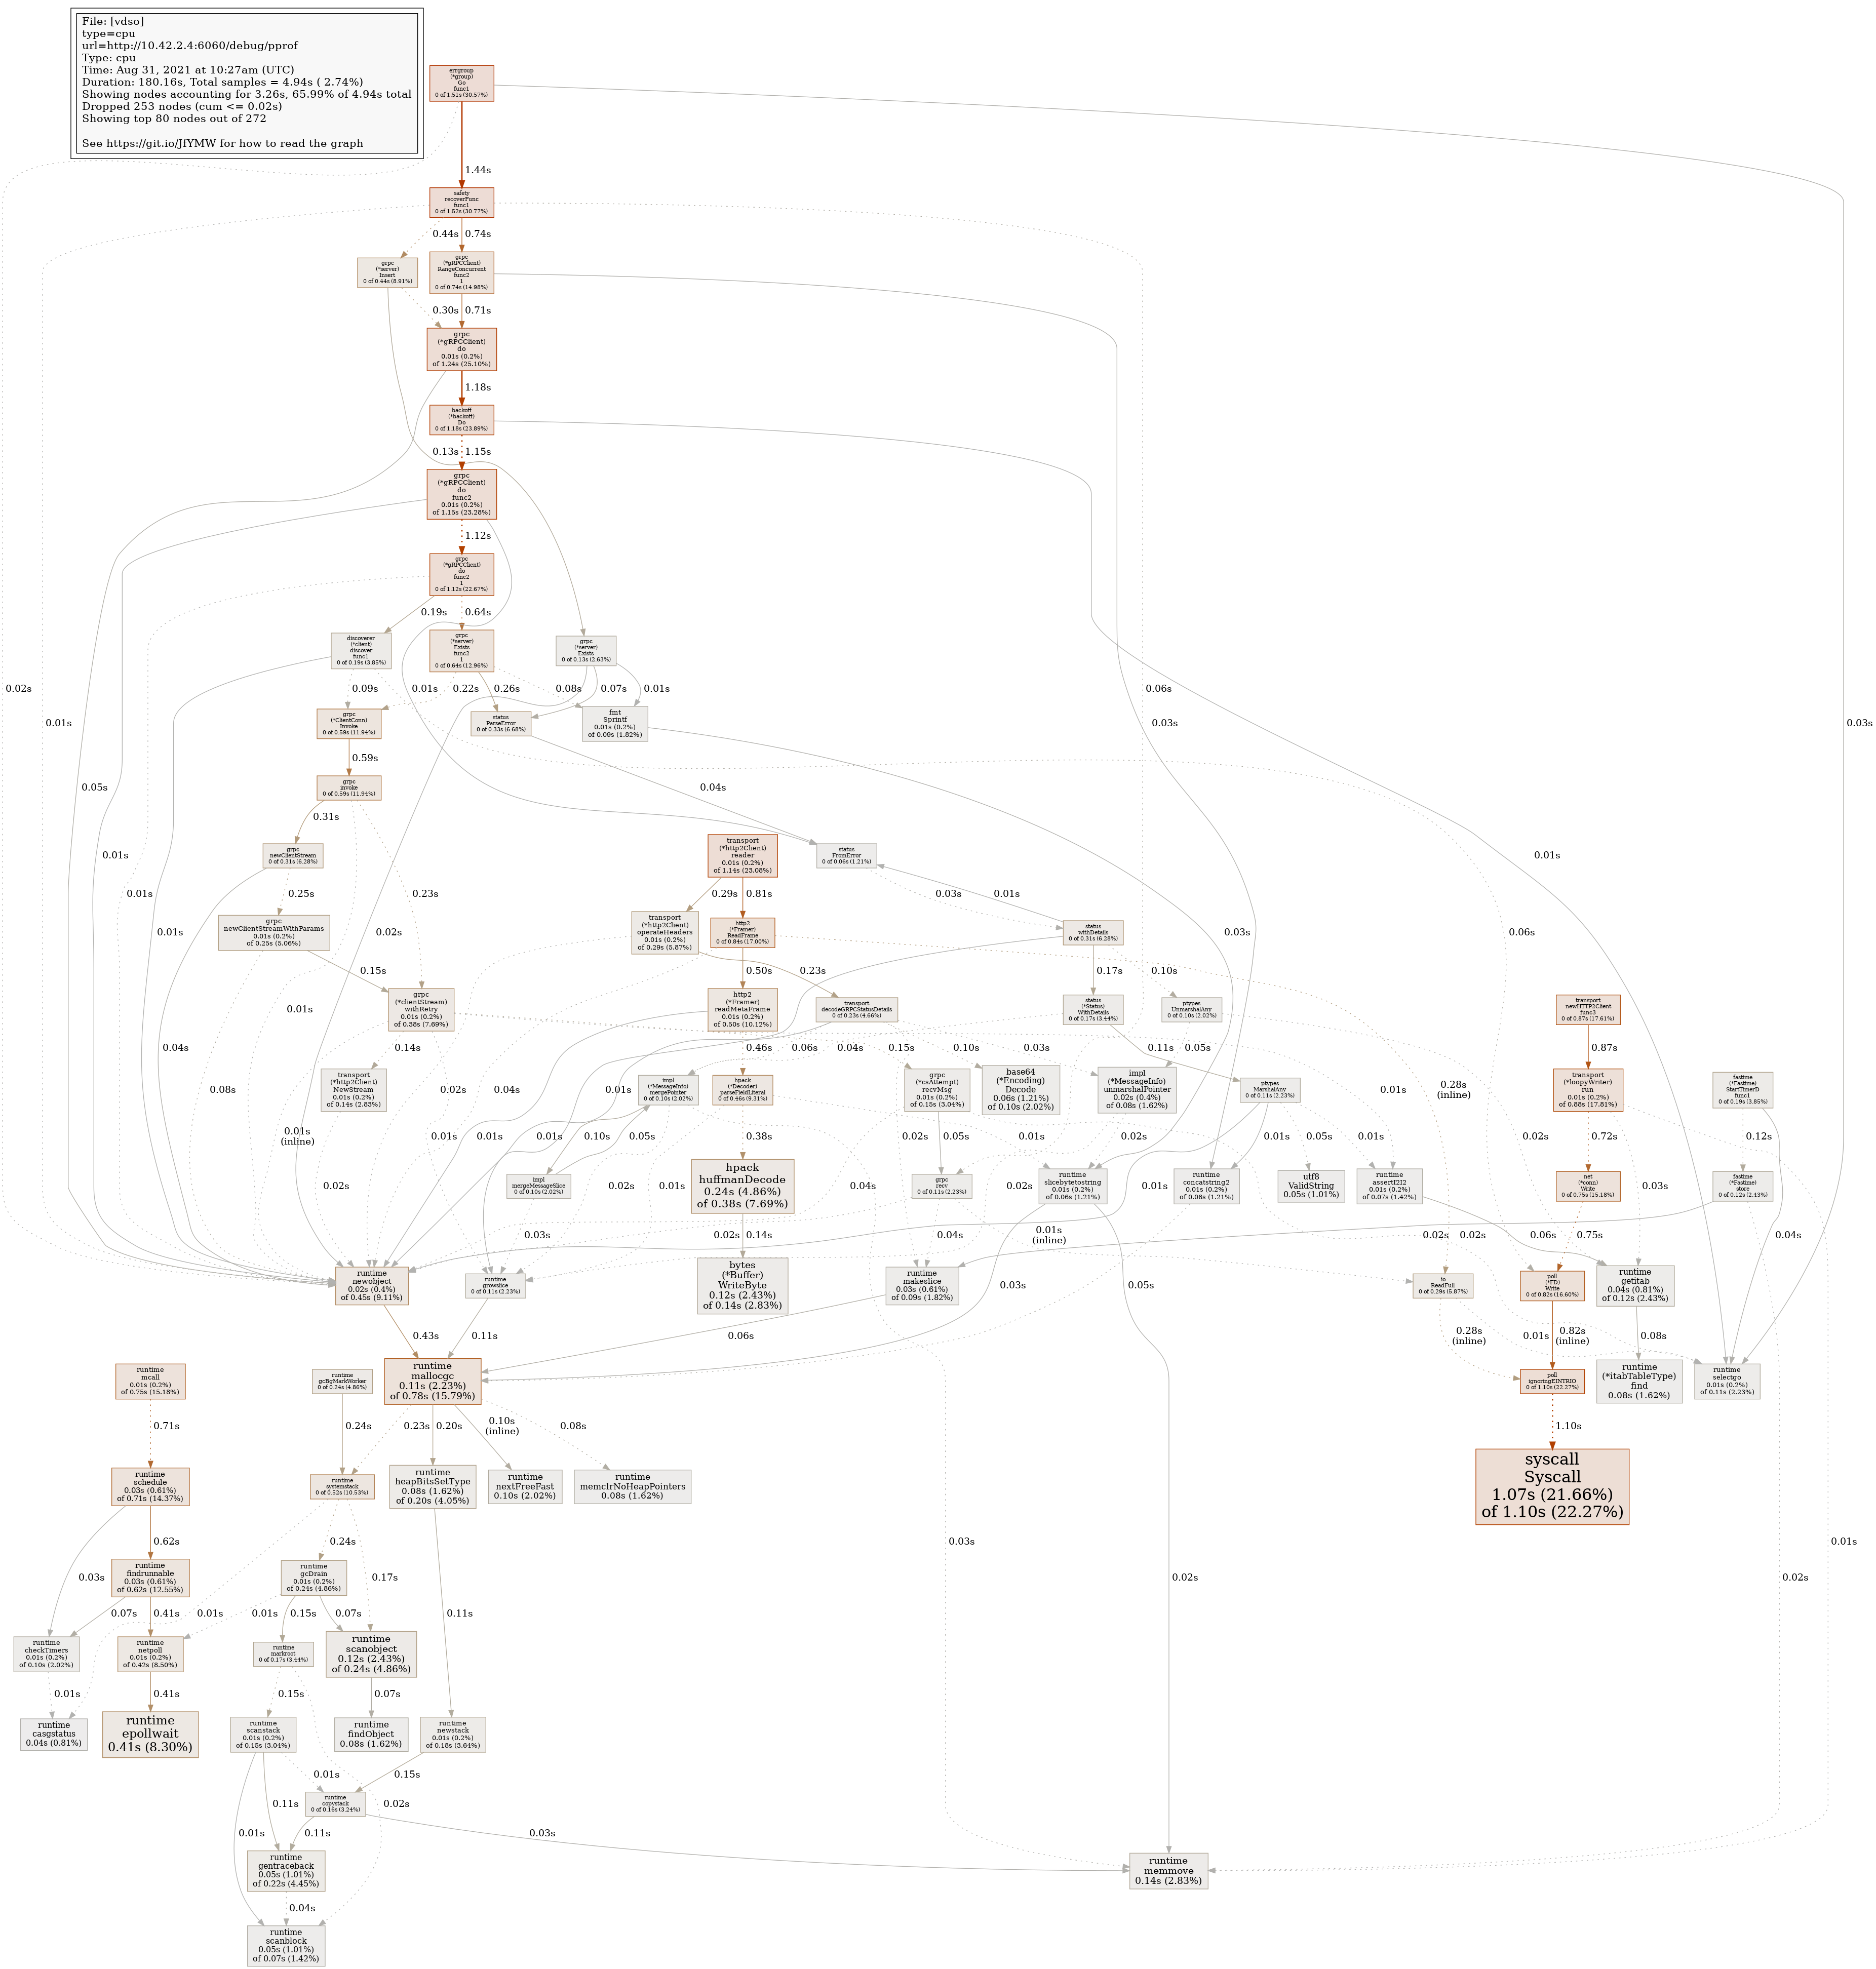 File: [vdso]
type=cpu
url=http://10.42.2.4:6060/debug/pprof
Type: cpu
Time: Aug 31, 2021 at 10:27am (UTC)
Duration: 180.16s, Total samples = 4.94s ( 2.74%)
Showing nodes accounting for 3.26s, 65.99% of 4.94s total
Dropped 253 nodes (cum <= 0.02s)
Showing top 80 nodes out of 272
See https://git.io/JfYMW for how to read the graph
errgroup
(*group)
Go
func1
0 of 1.51s (30.57%)
1.44s
safety
recoverFunc
func1
0 of 1.52s (30.77%)
0.44s
0.74s
grpc
(*server)
Insert
0 of 0.44s (8.91%)
grpc
(*gRPCClient)
RangeConcurrent
func2
1
0 of 0.74s (14.98%)
0.30s
0.71s
grpc
(*gRPCClient)
do
0.01s (0.2%)
of 1.24s (25.10%)
1.18s
backoff
(*backoff)
Do
0 of 1.18s (23.89%)
0.13s
1.15s
grpc
(*gRPCClient)
do
func2
0.01s (0.2%)
of 1.15s (23.28%)
1.12s
grpc
(*gRPCClient)
do
func2
1
0 of 1.12s (22.67%)
0.19s
0.64s
discoverer
(*client)
discover
func1
0 of 0.19s (3.85%)
grpc
(*server)
Exists
func2
1
0 of 0.64s (12.96%)
grpc
(*server)
Exists
0 of 0.13s (2.63%)
0.02s
0.01s
0.09s
0.22s
0.26s
0.08s
0.07s
0.01s
0.01s
0.06s
grpc
(*ClientConn)
Invoke
0 of 0.59s (11.94%)
status
ParseError
0 of 0.33s (6.68%)
fmt
Sprintf
0.01s (0.2%)
of 0.09s (1.82%)
0.03s
0.03s
0.59s
grpc
invoke
0 of 0.59s (11.94%)
0.05s
0.04s
0.31s
grpc
newClientStream
0 of 0.31s (6.28%)
transport
(*http2Client)
reader
0.01s (0.2%)
of 1.14s (23.08%)
status
FromError
0 of 0.06s (1.21%)
0.01s
0.01s
0.01s
0.25s
0.23s
0.29s
0.81s
0.03s
0.01s
grpc
newClientStreamWithParams
0.01s (0.2%)
of 0.25s (5.06%)
transport
(*http2Client)
operateHeaders
0.01s (0.2%)
of 0.29s (5.87%)
http2
(*Framer)
ReadFrame
0 of 0.84s (17.00%)
status
withDetails
0 of 0.31s (6.28%)
0.01s
0.02s
0.03s
0.06s
0.15s
0.50s
0.23s
0.17s
0.10s
grpc
(*clientStream)
withRetry
0.01s (0.2%)
of 0.38s (7.69%)
http2
(*Framer)
readMetaFrame
0.01s (0.2%)
of 0.50s (10.12%)
transport
decodeGRPCStatusDetails
0 of 0.23s (4.66%)
status
(*Status)
WithDetails
0 of 0.17s (3.44%)
ptypes
UnmarshalAny
0 of 0.10s (2.02%)
transport
newHTTP2Client
func3
0 of 0.87s (17.61%)
0.01s
0.04s
0.14s
0.46s
0.06s
0.04s
0.15s
0.10s
0.03s
0.11s
0.05s
0.87s
0.08s
transport
(*http2Client)
NewStream
0.01s (0.2%)
of 0.14s (2.83%)
0.02s
0.04s
impl
(*MessageInfo)
mergePointer
0 of 0.10s (2.02%)
hpack
(*Decoder)
parseFieldLiteral
0 of 0.46s (9.31%)
grpc
(*csAttempt)
recvMsg
0.01s (0.2%)
of 0.15s (3.04%)
base64
(*Encoding)
Decode
0.06s (1.21%)
of 0.10s (2.02%)
impl
(*MessageInfo)
unmarshalPointer
0.02s (0.4%)
of 0.08s (1.62%)
ptypes
MarshalAny
0 of 0.11s (2.23%)
0.01s
0.28s
(inline)
transport
(*loopyWriter)
run
0.01s (0.2%)
of 0.88s (17.81%)
fastime
(*Fastime)
StartTimerD
func1
0 of 0.19s (3.85%)
0.01s
(inline)
0.01s
0.01s
0.01s
0.10s
0.05s
0.38s
0.02s
0.05s
0.01s
0.02s
0.01s
0.05s
0.01s
0.02s
0.72s
0.03s
0.12s
0.02s
impl
mergeMessageSlice
0 of 0.10s (2.02%)
0.02s
0.01s
hpack
huffmanDecode
0.24s (4.86%)
of 0.38s (7.69%)
0.04s
grpc
recv
0 of 0.11s (2.23%)
0.02s
runtime
slicebytetostring
0.01s (0.2%)
of 0.06s (1.21%)
0.01s
runtime
concatstring2
0.01s (0.2%)
of 0.06s (1.21%)
utf8
ValidString
0.05s (1.01%)
runtime
assertI2I2
0.01s (0.2%)
of 0.07s (1.42%)
net
(*conn)
Write
0 of 0.75s (15.18%)
fastime
(*Fastime)
store
0 of 0.12s (2.43%)
0.03s
0.02s
0.14s
0.04s
0.01s
(inline)
0.02s
0.02s
0.06s
0.75s
0.04s
runtime
newobject
0.02s (0.4%)
of 0.45s (9.11%)
runtime
growslice
0 of 0.11s (2.23%)
bytes
(*Buffer)
WriteByte
0.12s (2.43%)
of 0.14s (2.83%)
runtime
makeslice
0.03s (0.61%)
of 0.09s (1.82%)
0.03s
0.05s
io
ReadFull
0 of 0.29s (5.87%)
poll
(*FD)
Write
0 of 0.82s (16.60%)
runtime
getitab
0.04s (0.81%)
of 0.12s (2.43%)
0.43s
0.11s
0.06s
0.28s
(inline)
0.01s
0.82s
(inline)
0.08s
runtime
mcall
0.01s (0.2%)
of 0.75s (15.18%)
runtime
gcBgMarkWorker
0 of 0.24s (4.86%)
runtime
mallocgc
0.11s (2.23%)
of 0.78s (15.79%)
poll
ignoringEINTRIO
0 of 1.10s (22.27%)
runtime
(*itabTableType)
find
0.08s (1.62%)
runtime
selectgo
0.01s (0.2%)
of 0.11s (2.23%)
0.71s
0.24s
0.23s
0.20s
0.10s
(inline)
0.08s
1.10s
runtime
schedule
0.03s (0.61%)
of 0.71s (14.37%)
runtime
systemstack
0 of 0.52s (10.53%)
runtime
heapBitsSetType
0.08s (1.62%)
of 0.20s (4.05%)
runtime
nextFreeFast
0.10s (2.02%)
runtime
memclrNoHeapPointers
0.08s (1.62%)
syscall
Syscall
1.07s (21.66%)
of 1.10s (22.27%)
0.62s
0.24s
0.03s
0.01s
0.03s
runtime
findrunnable
0.03s (0.61%)
of 0.62s (12.55%)
runtime
gcDrain
0.01s (0.2%)
of 0.24s (4.86%)
0.17s
0.02s
0.02s
0.07s
0.41s
0.01s
0.01s
0.15s
0.07s
0.11s
runtime
checkTimers
0.01s (0.2%)
of 0.10s (2.02%)
runtime
netpoll
0.01s (0.2%)
of 0.42s (8.50%)
runtime
markroot
0 of 0.17s (3.44%)
runtime
scanobject
0.12s (2.43%)
of 0.24s (4.86%)
0.01s
0.41s
0.15s
0.07s
runtime
casgstatus
0.04s (0.81%)
runtime
epollwait
0.41s (8.30%)
runtime
scanstack
0.01s (0.2%)
of 0.15s (3.04%)
runtime
findObject
0.08s (1.62%)
runtime
newstack
0.01s (0.2%)
of 0.18s (3.64%)
0.01s
0.15s
0.11s
0.02s
runtime
copystack
0 of 0.16s (3.24%)
0.01s
0.11s
0.03s
runtime
gentraceback
0.05s (1.01%)
of 0.22s (4.45%)
runtime
memmove
0.14s (2.83%)
0.04s
runtime
scanblock
0.05s (1.01%)
of 0.07s (1.42%)